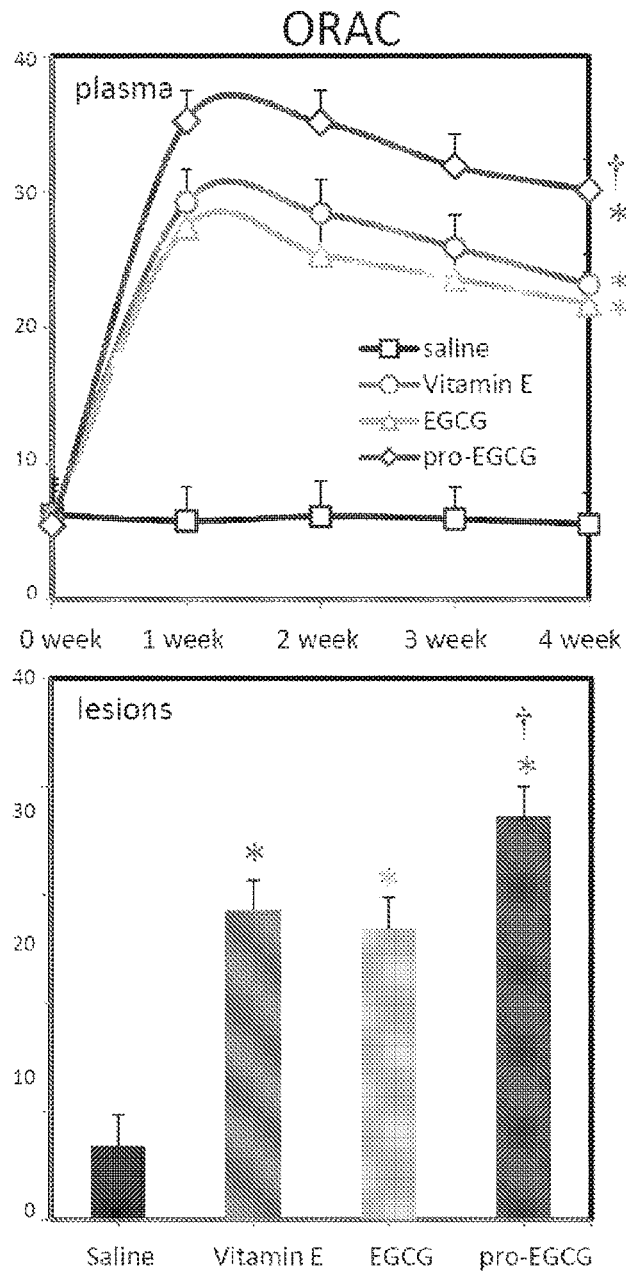 ORAC
40
plasma
30
†
*
*
*
20
saline
Vitamin E
EGCG
pro-EGCG
10
0
0 week 1 week 2 week 3 week 4 week
40
lesions
†
*
30
*
*
20
10
0
Saline Vitamin E EGCG pro-EGCG